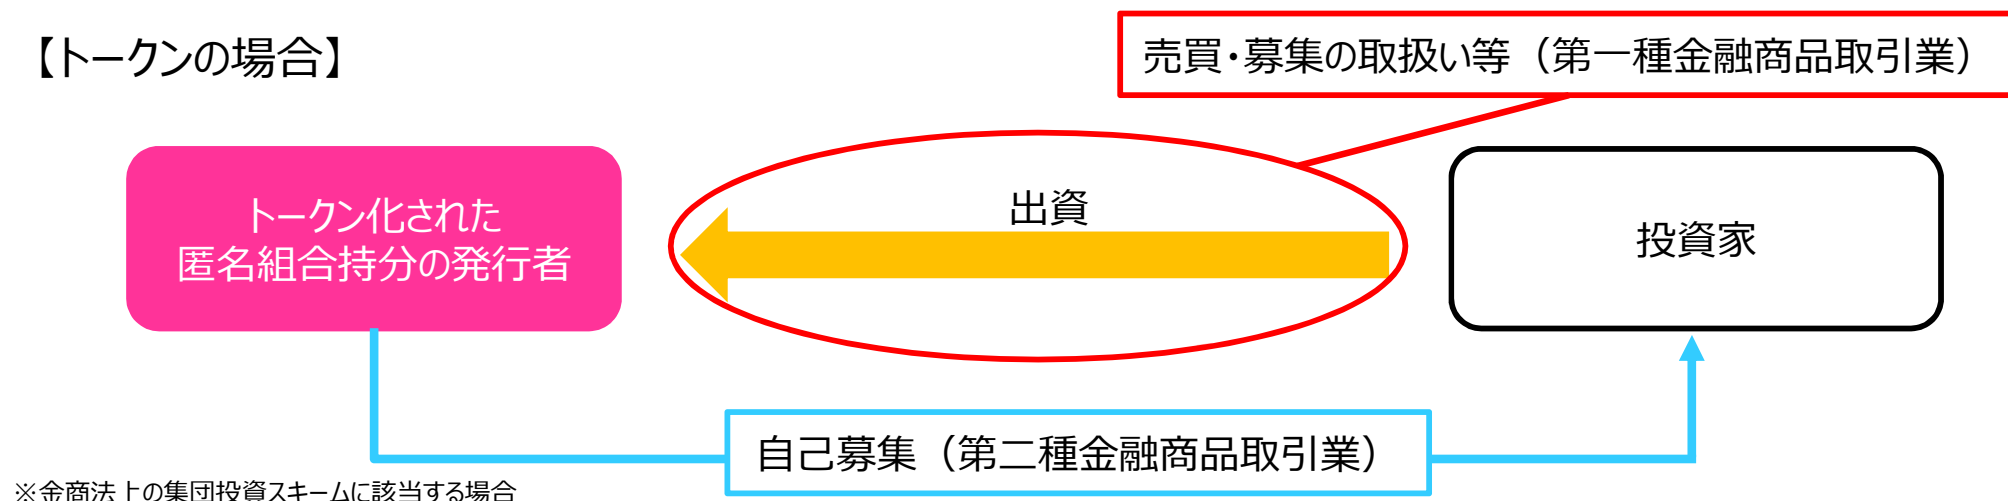 【トークンの場合】
売買・募集の取扱い等（第一種金融商品取引業）
トークン化された
匿名組合持分の発行者
出資
投資家
自己募集（第二種金融商品取引業）
※金商法上の集団投資スキームに該当する場合